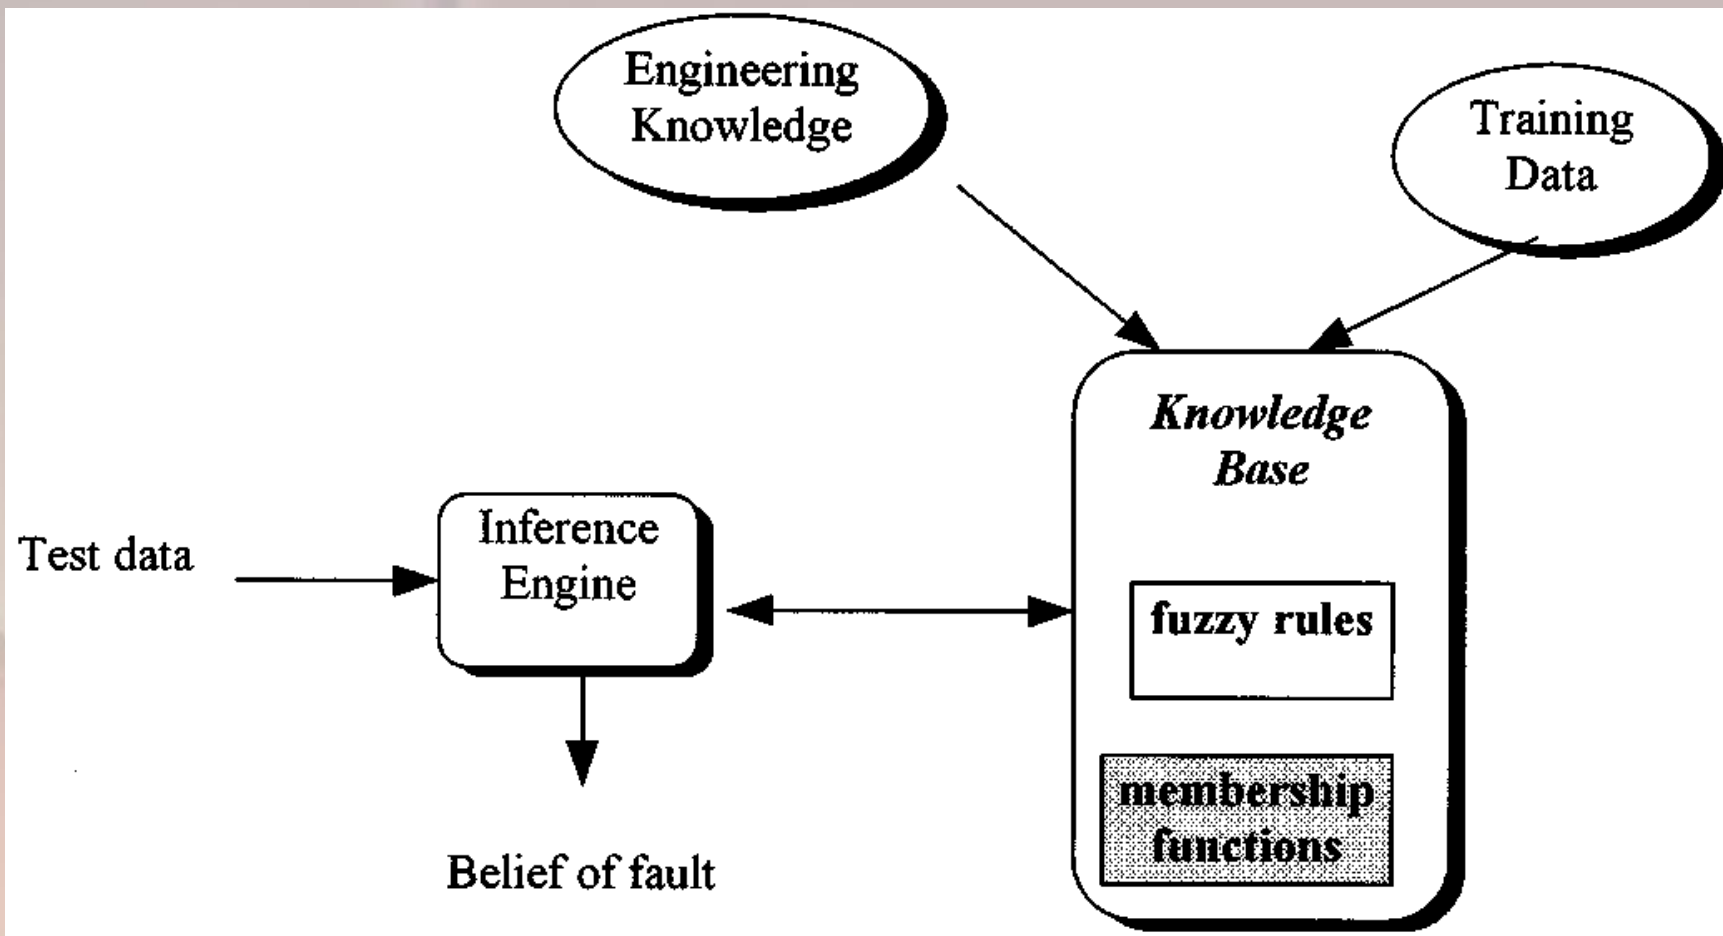 Engineering
Knowledge
Training
Data
Knowledge
Base
Inference
Engine
Test data
fuzzy rules
membership
functions
Belief of fault